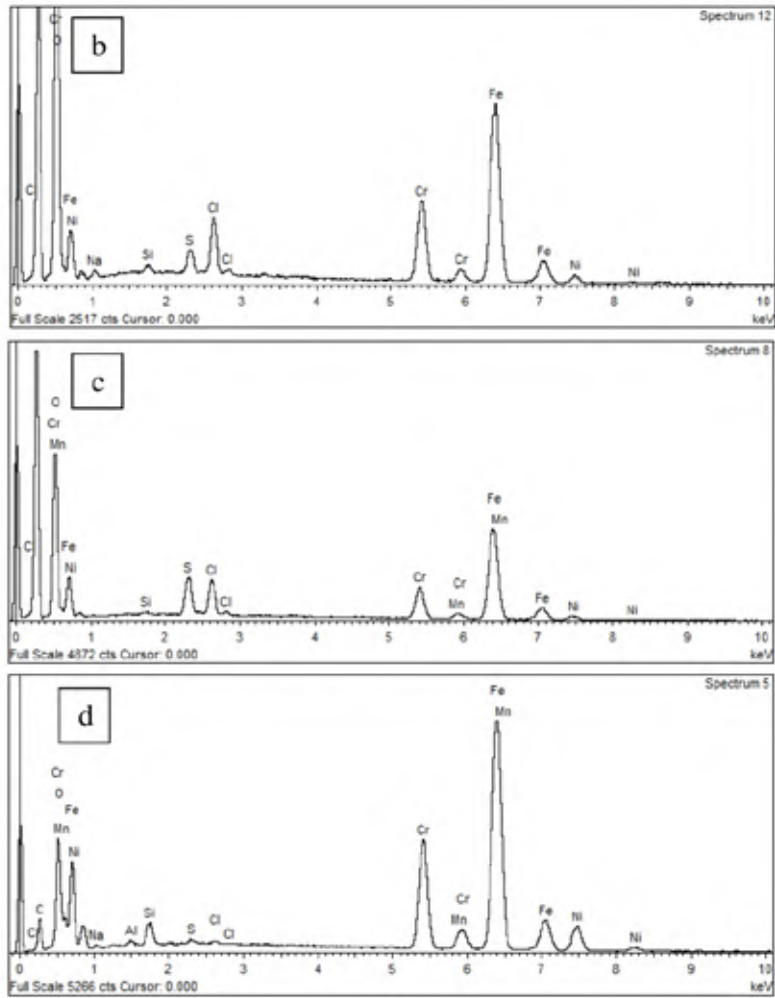 b
Spectrum 12
Cr
O
Fe
C
Fe
Cr
Cl
Ni
S
Si
Cl
Na
Cr
Fe
Ni
Ni
0 1 2 3 4 5 6 7 8 9 10
Full Scale 2517 cts Cursor: 0.000 keV
c
Spectrum 8
O
Cr
Mn
Fe
Mn
C
Fe
Ni
S
Cl
Cr
Cr
Si
Cl
Mn
Fe
Ni
Ni
0 1 2 3 4 5 6 7 8 9 10
Full Scale 4872 cts Cursor: 0.000 keV
d
Spectrum 5
Fe
Mn
Cr
O
Fe
Mn
Cr
Ni
C
Si
Cl
Cr
C
Na
Al
S
Cl
Mn
Fe
Ni
Ni
0 1 2 3 4 5 6 7 8 9 10
Full Scale 5266 cts Cursor: 0.000 keV